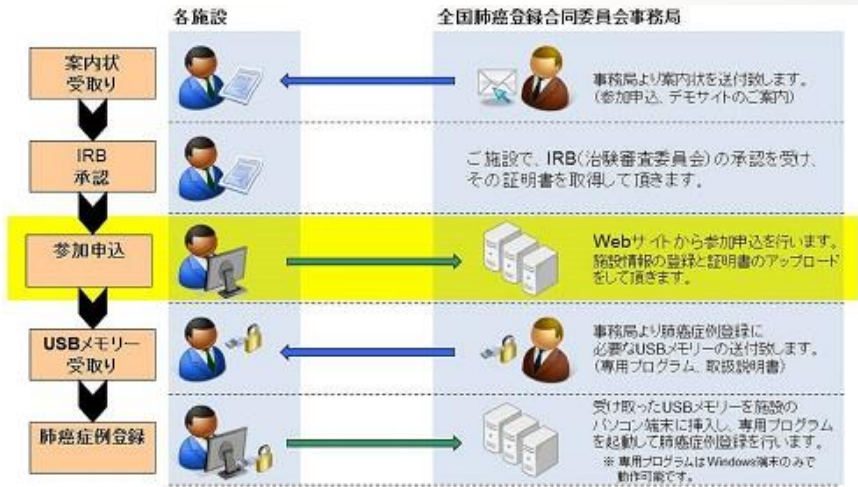 各施設
全国肺癌登録合同委員会事務局
案内状
受取り
事務局より案内状を送付致します。
(参加申込、デモサイトのご案内)
IRB
承認
ご施設で、IRB(治験審査委員会)の承認を受け、
その証明書を取得して頂きます。
参加申込
Webサイトから参加申込を行います。
施設情報の登録と証明書のアップロード
をして頂きます。
USBメモリー
受取り
事務局より肺癌症例登録に
必要なUSBメモリーの送付致します。
(専用プログラム、取扱説明書)
肺癌症例登録
受け取ったUSBメモリーを施設の
パソコン端末に挿入し、専用プログラム
を起動して肺癌症例登録を行います。
※ 専用プログラムはWindows端末のみで
動作可能です。